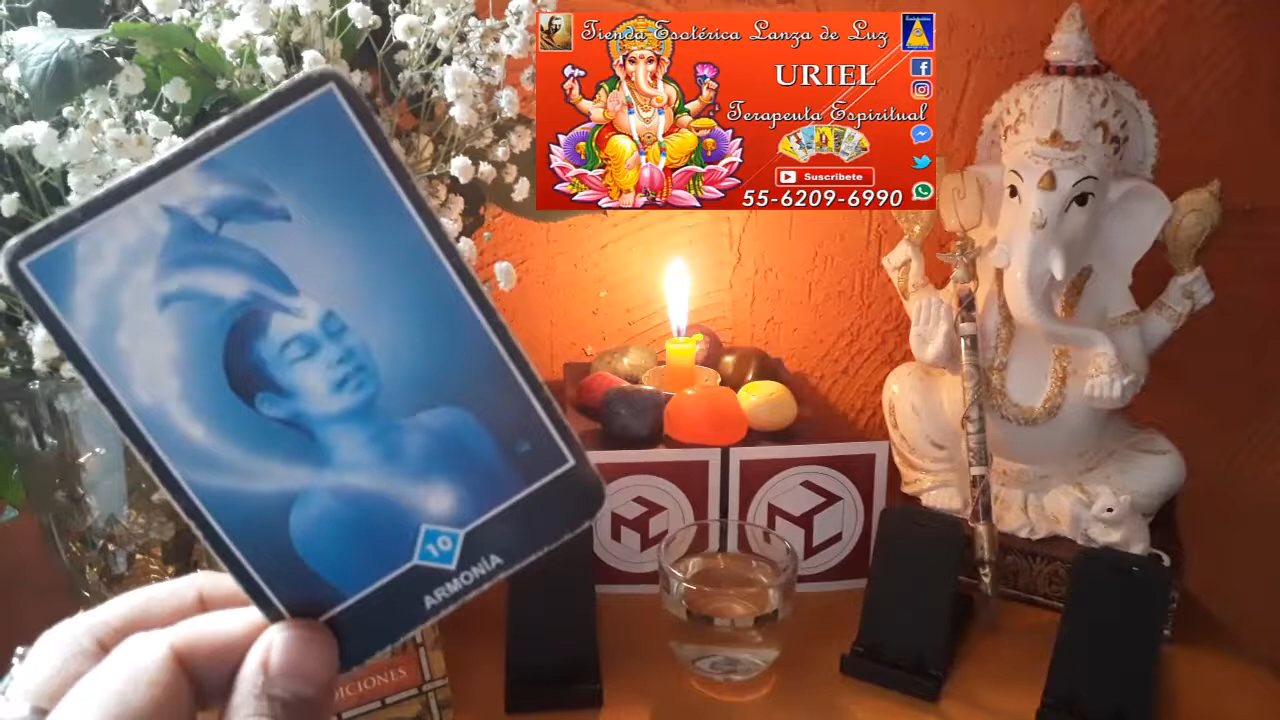 Tienda Esotérica Lanza de Luz
URIEL
Terapeuta Espiritual
Suscríbete
55-6209-6990
10
ARMONÍA
DICIONES